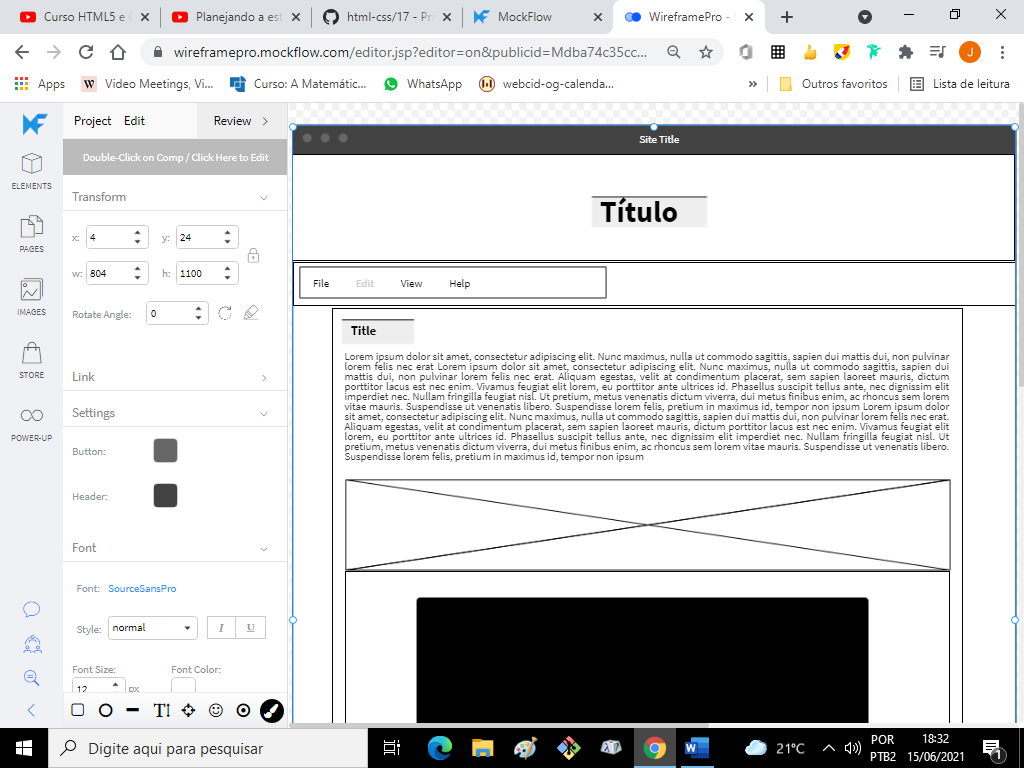 Curso HTML5 e
Planejando a est
html-css/17 - Pr
MockFlow
WireframePro -
wireframepro.mockflow.com/editor.jsp?editor=on&publicid=Mdba74c35cc...
J
Apps
Video Meetings, Vi...
Curso: A Matemátic...
WhatsApp
webcid-og-calenda...
»
Outros favoritos
Lista de leitura
Project
Edit
Review
Double-Click on Comp / Click Here to Edit
ELEMENTS
PAGES
IMAGES
STORE
POWER-UP
Transform
x: 4
y: 24
w: 804
h: 1100
Rotate Angle: 0
Link
Settings
Button:
Header:
Font
Font: SourceSansPro
Style: normal
I
U
Font Size:
Font Color:
12 px
Site Title
Título
File
Edit
View
Help
Title
Lorem ipsum dolor sit amet, consectetur adipiscing elit. Nunc maximus, nulla ut commodo sagittis, sapien dui mattis dui, non pulvinar
lorem felis nec erat Lorem ipsum dolor sit amet, consectetur adipiscing elit. Nunc maximus, nulla ut commodo sagittis, sapien dui
mattis dui, non pulvinar lorem felis nec erat. Aliquam egestas, velit at condimentum placerat, sem sapien laoreet mauris, dictum
porttitor lacus est nec enim. Vivamus feugiat elit lorem, eu porttitor ante ultrices id. Phasellus suscipit tellus ante, nec dignissim elit
imperdiet nec. Nullam fringilla feugiat nisl. Ut pretium, metus venenatis dictum viverra, dui metus finibus enim, ac rhoncus sem lorem
vitae mauris. Suspendisse ut venenatis libero. Suspendisse lorem felis, pretium in maximus id, tempor non ipsum Lorem ipsum dolor
sit amet, consectetur adipiscing elit. Nunc maximus, nulla ut commodo sagittis, sapien dui mattis dui, non pulvinar lorem felis nec erat.
Aliquam egestas, velit at condimentum placerat, sem sapien laoreet mauris, dictum porttitor lacus est nec enim. Vivamus feugiat elit
lorem, eu porttitor ante ultrices id. Phasellus suscipit tellus ante, nec dignissim elit imperdiet nec. Nullam fringilla feugiat nisl. Ut
pretium, metus venenatis dictum viverra, dui metus finibus enim, ac rhoncus sem lorem vitae mauris. Suspendisse ut venenatis libero.
Suspendisse lorem felis, pretium in maximus id, tempor non ipsum
Digite aqui para pesquisar
21°C
POR
PTB2
18:32
15/06/2021
1